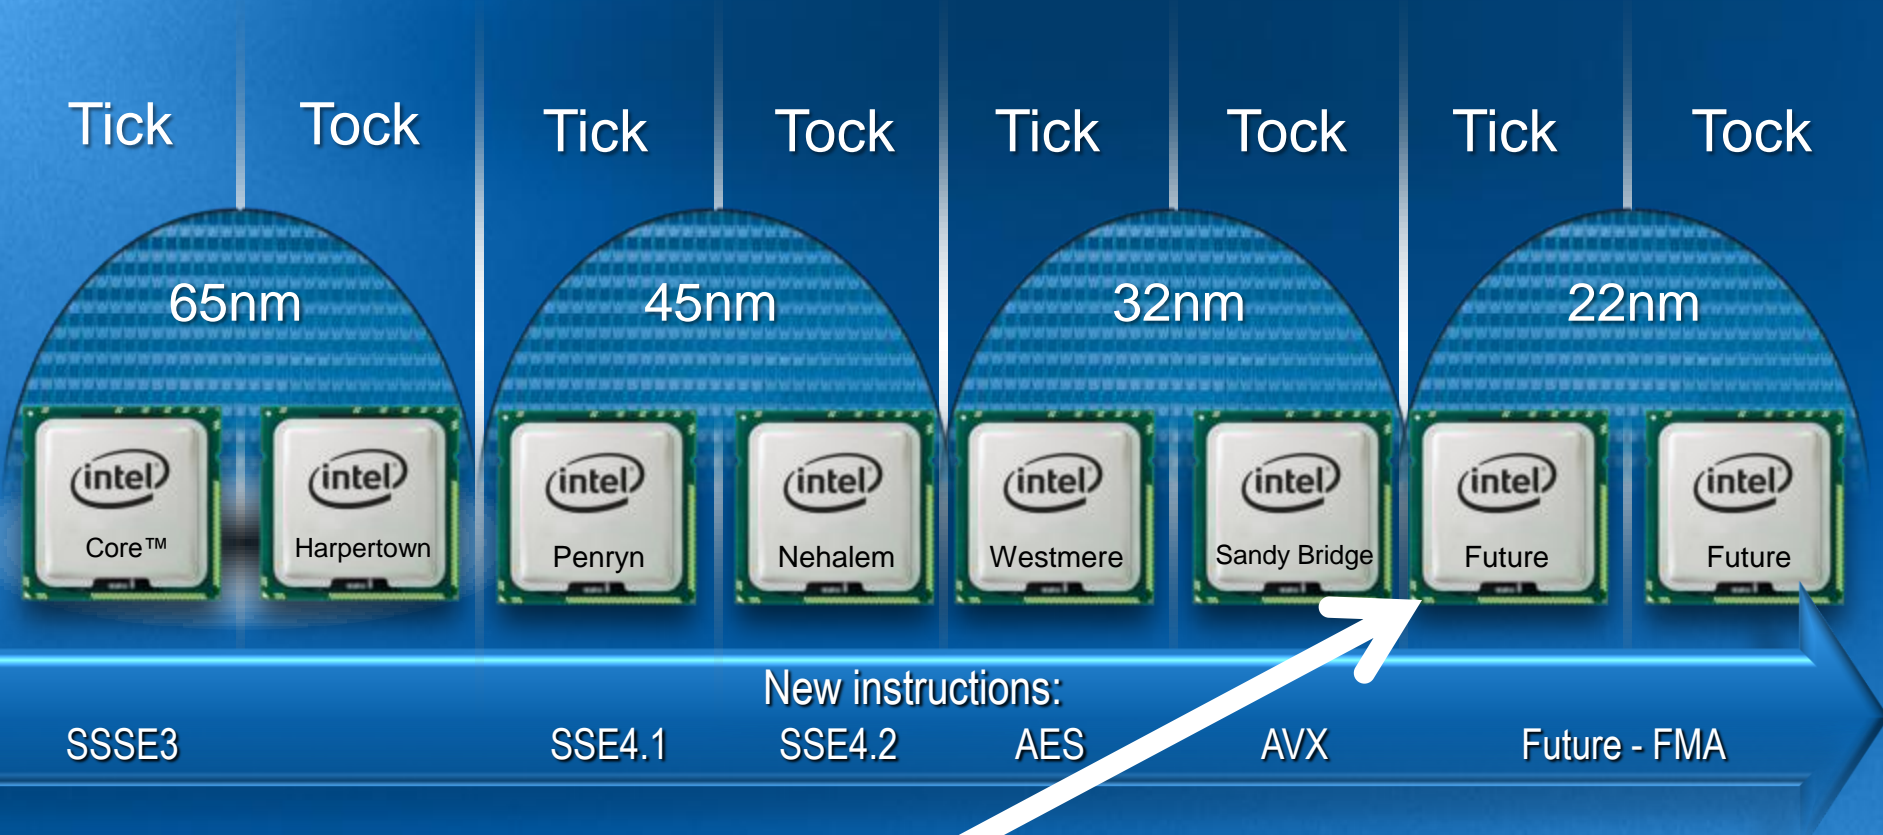 Tick Tock Tick Tock Tick Tock Tick Tock
65nm 45nm 32nm 22nm
intel intel intel intel intel intel intel intel
Core™ Harpertown Penryn Nehalem Westmere Sandy Bridge Future Future
New instructions:
SSSE3 SSE4.1 SSE4.2 AES AVX Future - FMA